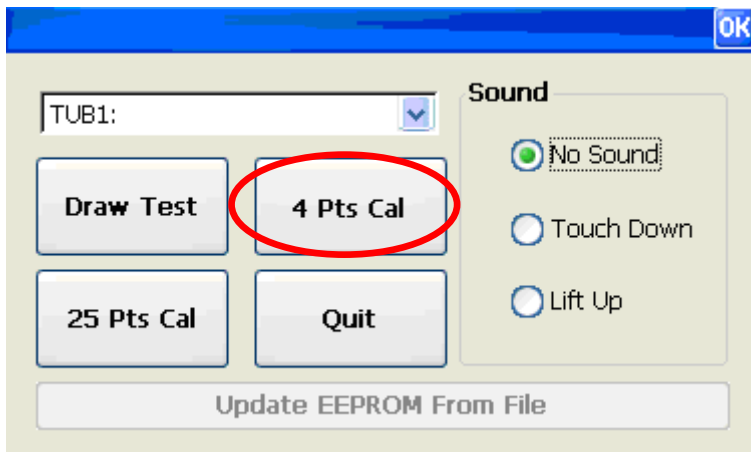 OK
TUB1:
Sound
No Sound
Draw Test
4 Pts Cal
Touch Down
25 Pts Cal
Quit
Lift Up
Update EEPROM From File